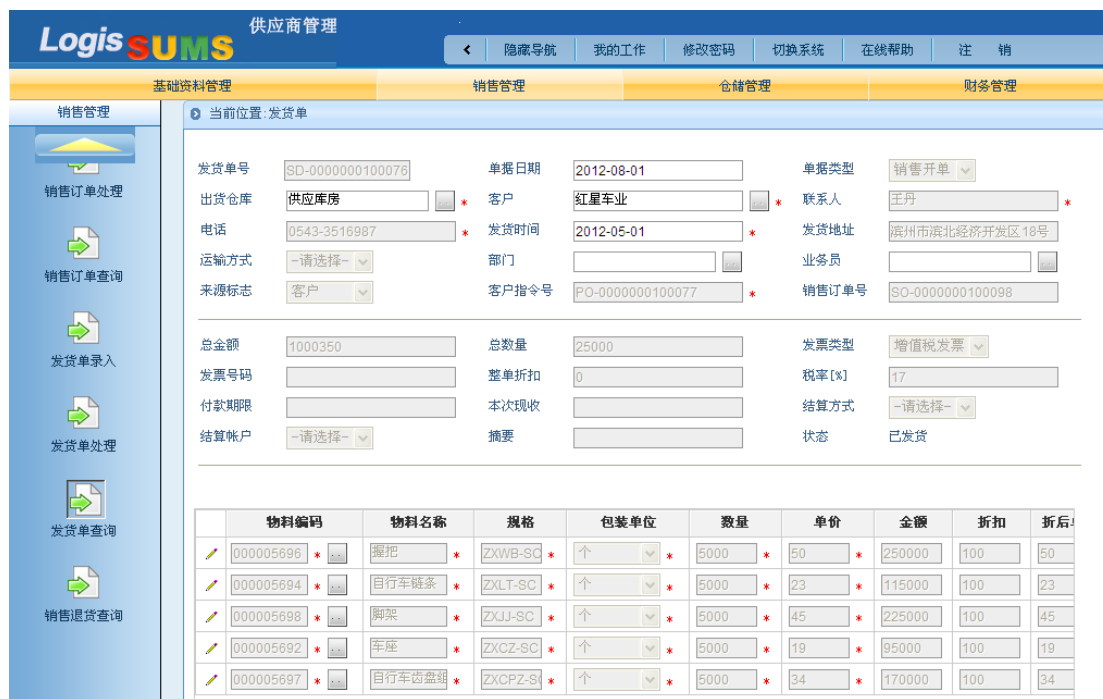 供应商管理
Logis SUMS
隐藏导航 我的工作 修改密码 切换系统 在线帮助 注 销
基础资料管理 销售管理 仓储管理 财务管理
销售管理 当前位置:发货单
销售订单处理
销售订单查询
发货单录入
发货单处理
发货单查询
销售退货查询
发货单号 SD-0000000100076 单据日期 2012-08-01 单据类型 销售开单
出货仓库 供应库房 * 客户 红星车业 * 联系人 王丹 *
电话 0543-3516987 * 发货时间 2012-05-01 * 发货地址 滨州市滨北经济开发区18号
运输方式 -请选择- 部门 业务员
来源标志 客户 客户指令号 PO-0000000100077 * 销售订单号 SO-0000000100098
总金额 1000350 总数量 25000 发票类型 增值税发票
发票号码 整单折扣 0 税率[%] 17
付款期限 本次现收 结算方式 -请选择-
结算帐户 -请选择- 摘要 状态 已发货
物料编码 物料名称 规格 包装单位 数量 单价 金额 折扣 折后
000005696 * .. 握把 * ZXWB-SC * 个 * 5000 * 50 * 250000 100 50
000005694 * .. 自行车链条 * ZXLT-SC * 个 * 5000 * 23 * 115000 100 23
000005698 * .. 脚架 * ZXJJ-SC * 个 * 5000 * 45 * 225000 100 45
000005692 * .. 车座 * ZXCZ-SC * 个 * 5000 * 19 * 95000 100 19
000005697 * .. 自行车齿盘组 * ZXCPZ-S * 个 * 5000 * 34 * 170000 100 34